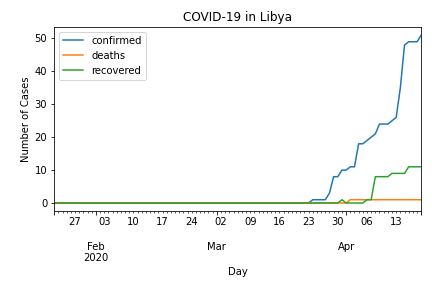 COVID-19 in Libya
confirmed
deaths
recovered
Number of Cases
50
40
30
20
10
0
27 03 10 17 24 02 09 16 23 30 06 13
Feb Mar Apr
2020
Day